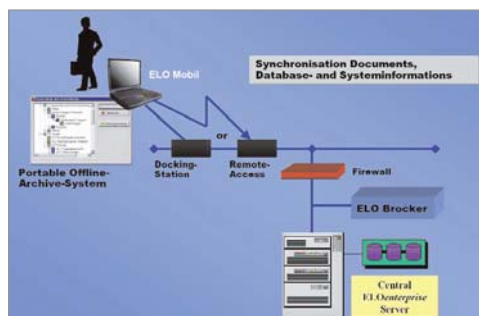 ELO Mobil
Synchronisation Documents,
Database- and Systeminformations
or
Portable Offline-
Archive-System
Docking-
Station
Remote-
Access
Firewall
ELO Brocker
Central
ELOenterprise
Server